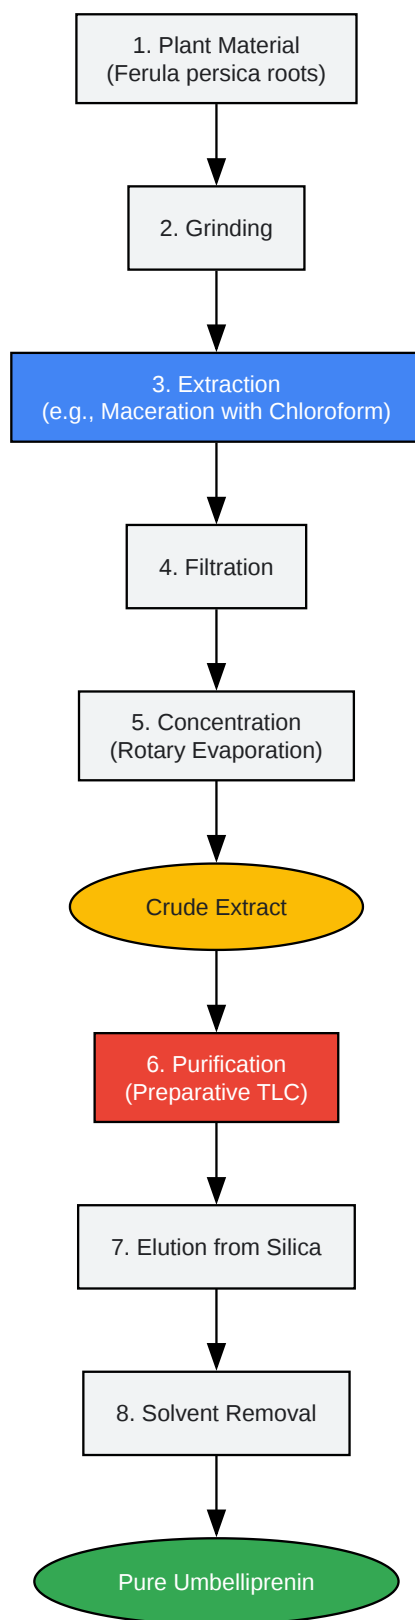 1. Plant Material
(Ferula persica roots)
2. Grinding
3. Extraction
(e.g., Maceration with Chloroform)
4. Filtration
5. Concentration
(Rotary Evaporation)
Crude Extract
6. Purification
(Preparative TLC)
7. Elution from Silica
8. Solvent Removal
Pure Umbelliprenin